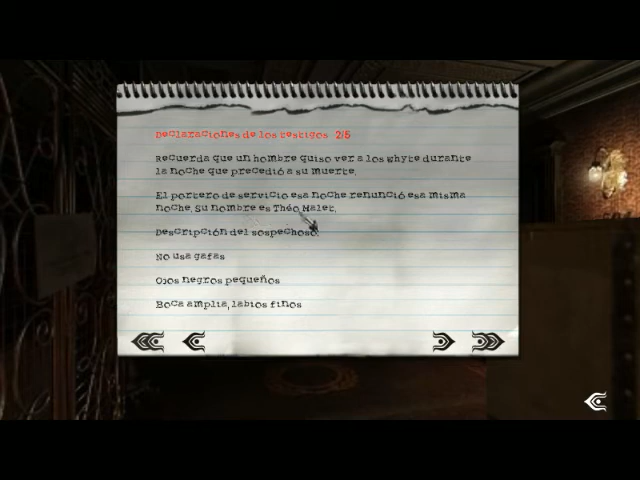 Declaraciones de los testigos 2/5
Recuerda que un hombre quiso ver a los Whyte durante
la noche que precedió a su muerte.
El portero de servicio esa noche renunció esa misma
noche. Su nombre es Théo Malet.
Descripción del sospechoso:
No usa gafas
Ojos negros pequeños
Boca amplia, labios finos